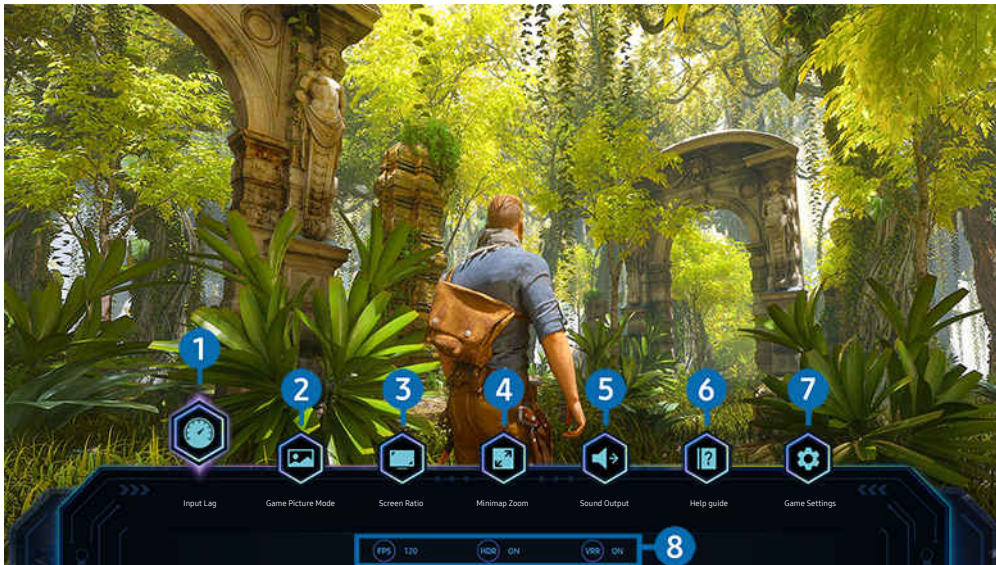 1
2
3
4
5
6
7
Input Lag
Game Picture Mode
Screen Ratio
Minimap Zoom
Sound Output
Help guide
Game Settings
FPS 120 HDR ON VRR ON 8